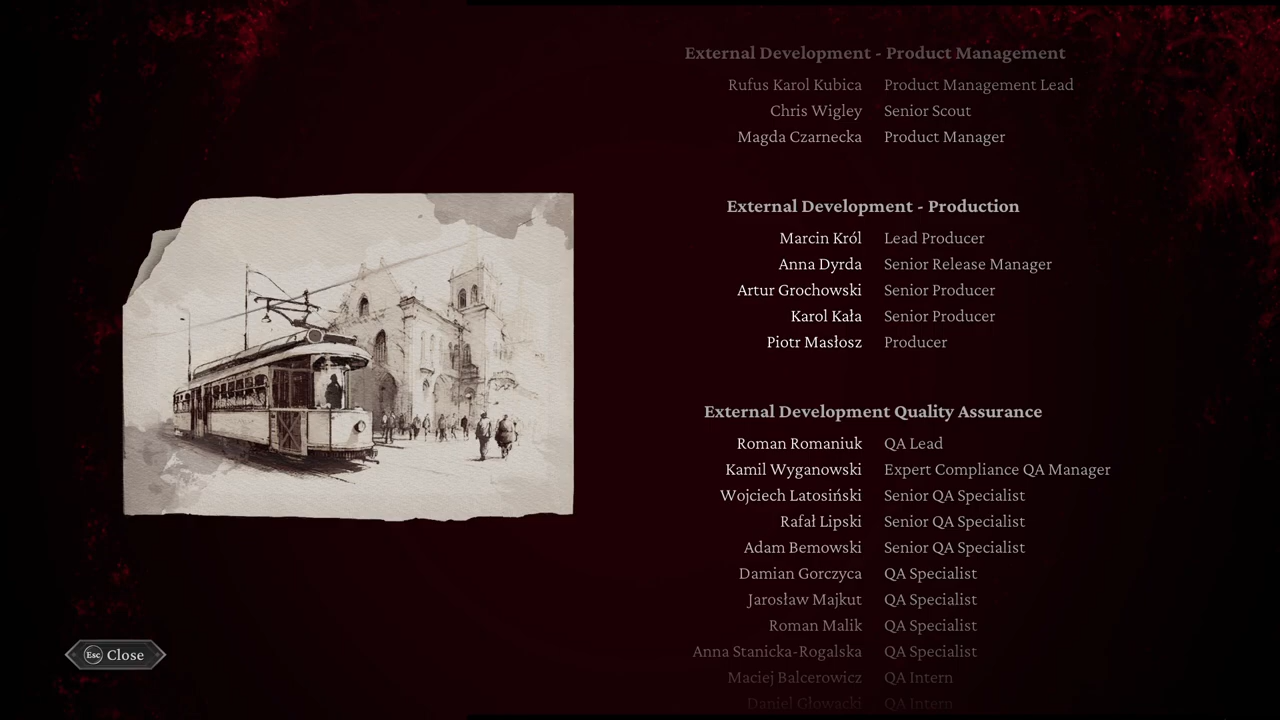 External Development - Product Management
Rufus Karol Kubica Product Management Lead
Chris Wigley Senior Scout
Magda Czarnecka Product Manager
External Development - Production
Marcin Król Lead Producer
Anna Dyrda Senior Release Manager
Artur Grochowski Senior Producer
Karol Kała Senior Producer
Piotr Masłosz Producer
External Development Quality Assurance
Roman Romaniuk QA Lead
Kamil Wyganowski Expert Compliance QA Manager
Wojciech Latosiński Senior QA Specialist
Rafał Lipski Senior QA Specialist
Adam Bemowski Senior QA Specialist
Damian Gorczyca QA Specialist
Jarosław Majkut QA Specialist
Roman Malik QA Specialist
Anna Stanicka-Rogalska QA Specialist
Maciej Balcerowicz QA Intern
Daniel Głowacki QA Intern
Esc Close